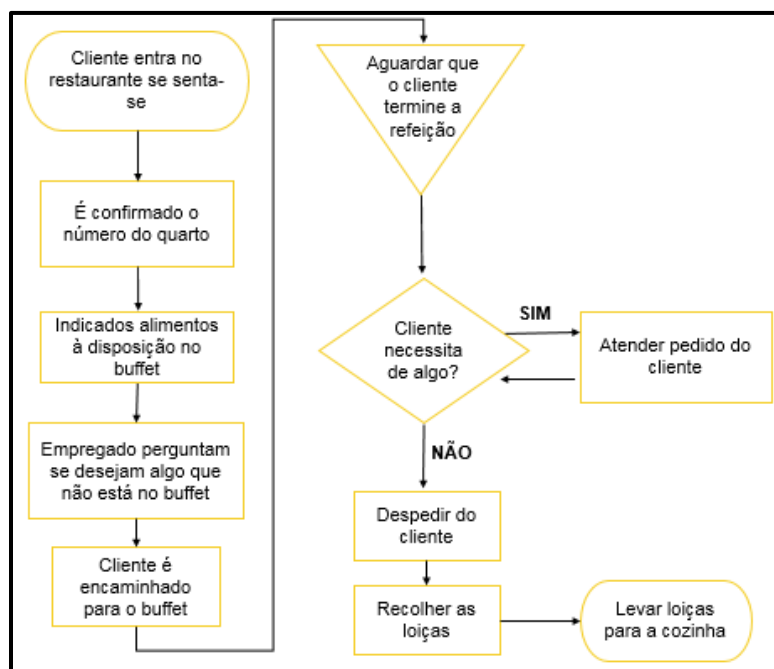 Cliente entra no
restaurante se senta-
se
É confirmado o
número do quarto
Indicados alimentos
à disposição no
buffet
Empregado perguntam
se desejam algo que
não está no buffet
Cliente é
encaminhado
para o buffet
Aguardar que
o cliente
termine a
refeição
Cliente
necessita
de algo?
SIM
Atender pedido do
cliente
NÃO
Despedir do
cliente
Recolher as
loiças
Levar loiças
para a cozinha